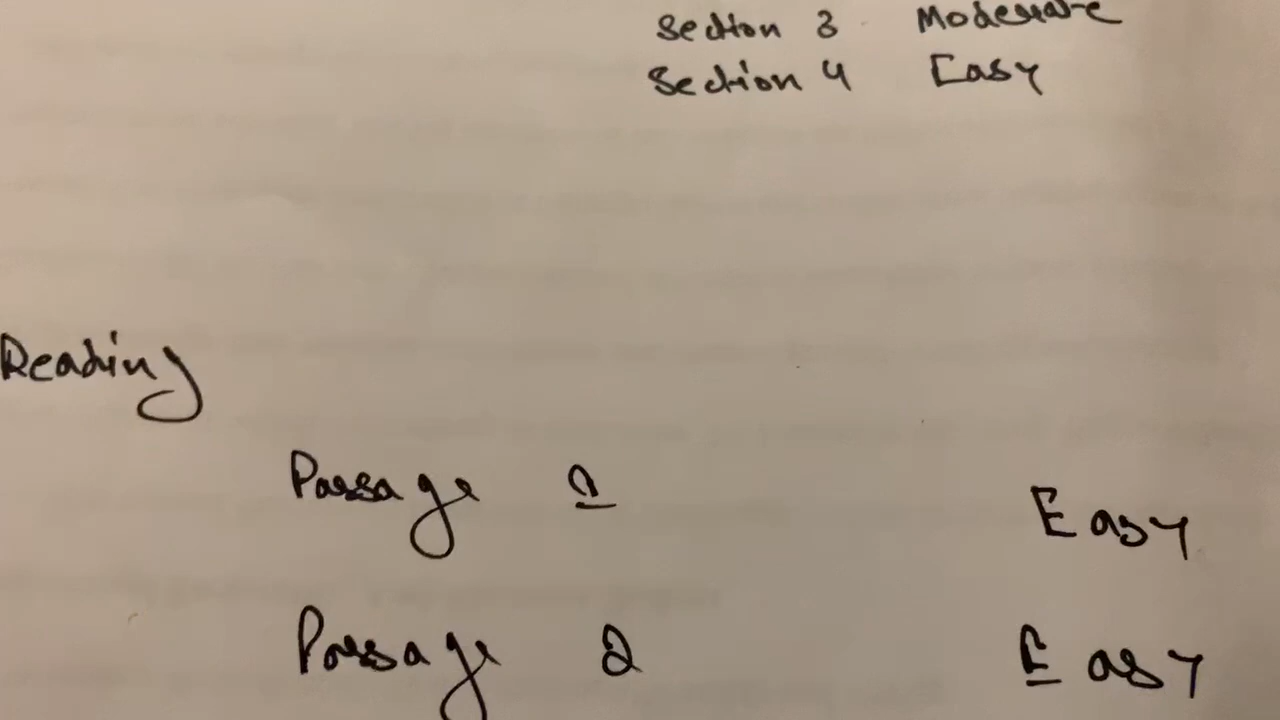 Section 3 Moderate
Section 4 Easy
Reading
Passage 1
Easy
Passage 2
Easy